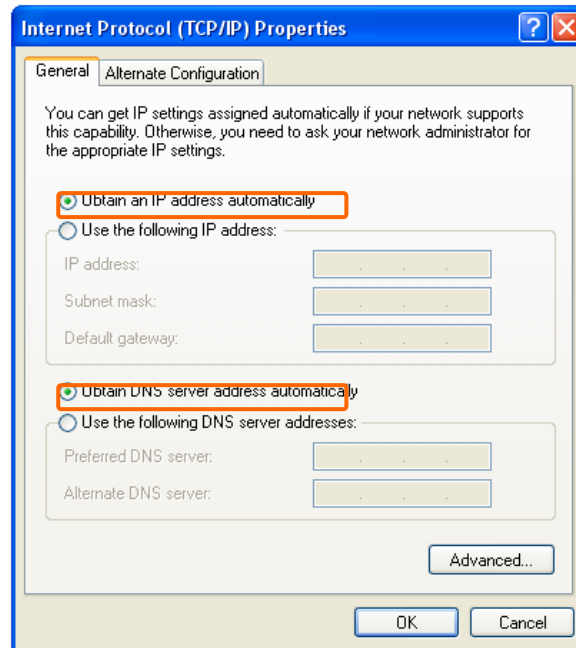 Internet Protocol (TCP/IP) Properties
General
Alternate Configuration
You can get IP settings assigned automatically if your network supports
this capability. Otherwise, you need to ask your network administrator for
the appropriate IP settings.
Obtain an IP address automatically
Use the following IP address:
IP address:
Subnet mask:
Default gateway:
Obtain DNS server address automatically
Use the following DNS server addresses:
Preferred DNS server:
Alternate DNS server:
Advanced...
OK
Cancel